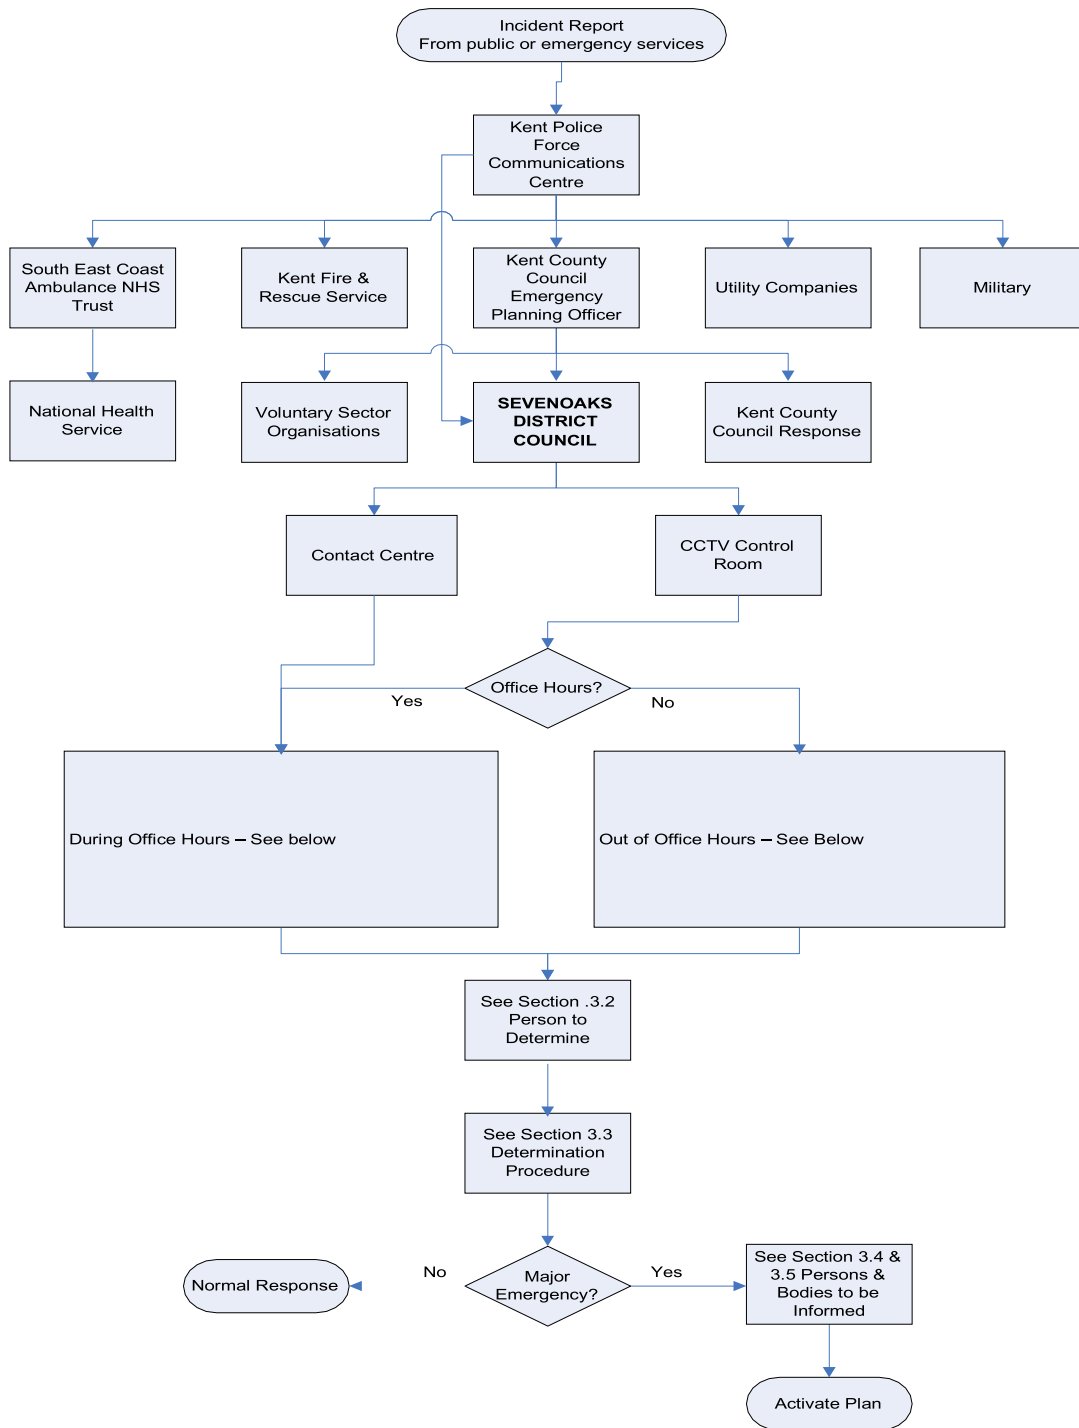 Incident Report
From public or emergency services
Kent Police
Force
Communications
Centre
South East Coast
Ambulance NHS
Trust
Kent Fire &
Rescue Service
Kent County
Council
Emergency
Planning Officer
Utility Companies
Military
National Health
Service
Voluntary Sector
Organisations
SEVENOAKS
DISTRICT
COUNCIL
Kent County
Council Response
Contact Centre
CCTV Control
Room
Office Hours?
Yes
No
During Office Hours – See below
Out of Office Hours – See Below
See Section .3.2
Person to
Determine
See Section 3.3
Determination
Procedure
Normal Response
No
Major
Emergency?
Yes
See Section 3.4 &
3.5 Persons &
Bodies to be
Informed
Activate Plan